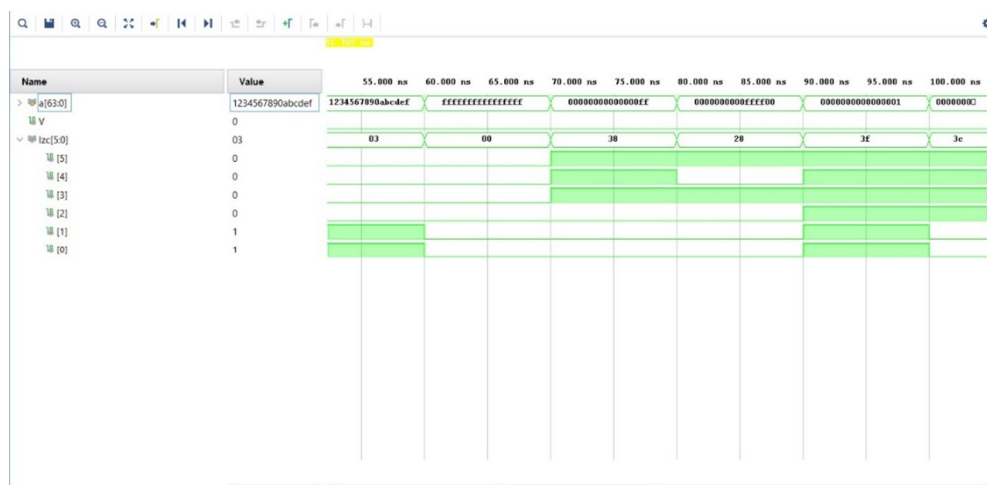 Name Value 55.000 ns 60.000 ns 65.000 ns 70.000 ns 75.000 ns 80.000 ns 85.000 ns 90.000 ns 95.000 ns 100.000 ns
a[63:0] 1234567890abcdef 1234567890abcdef ffffffffffffffff 00000000000000ff 0000000000ffff00 0000000000000001 0000000
V 0
lzc[5:0] 03 03 00 38 28 3f 3c
[5] 0
[4] 0
[3] 0
[2] 0
[1] 1
[0] 1